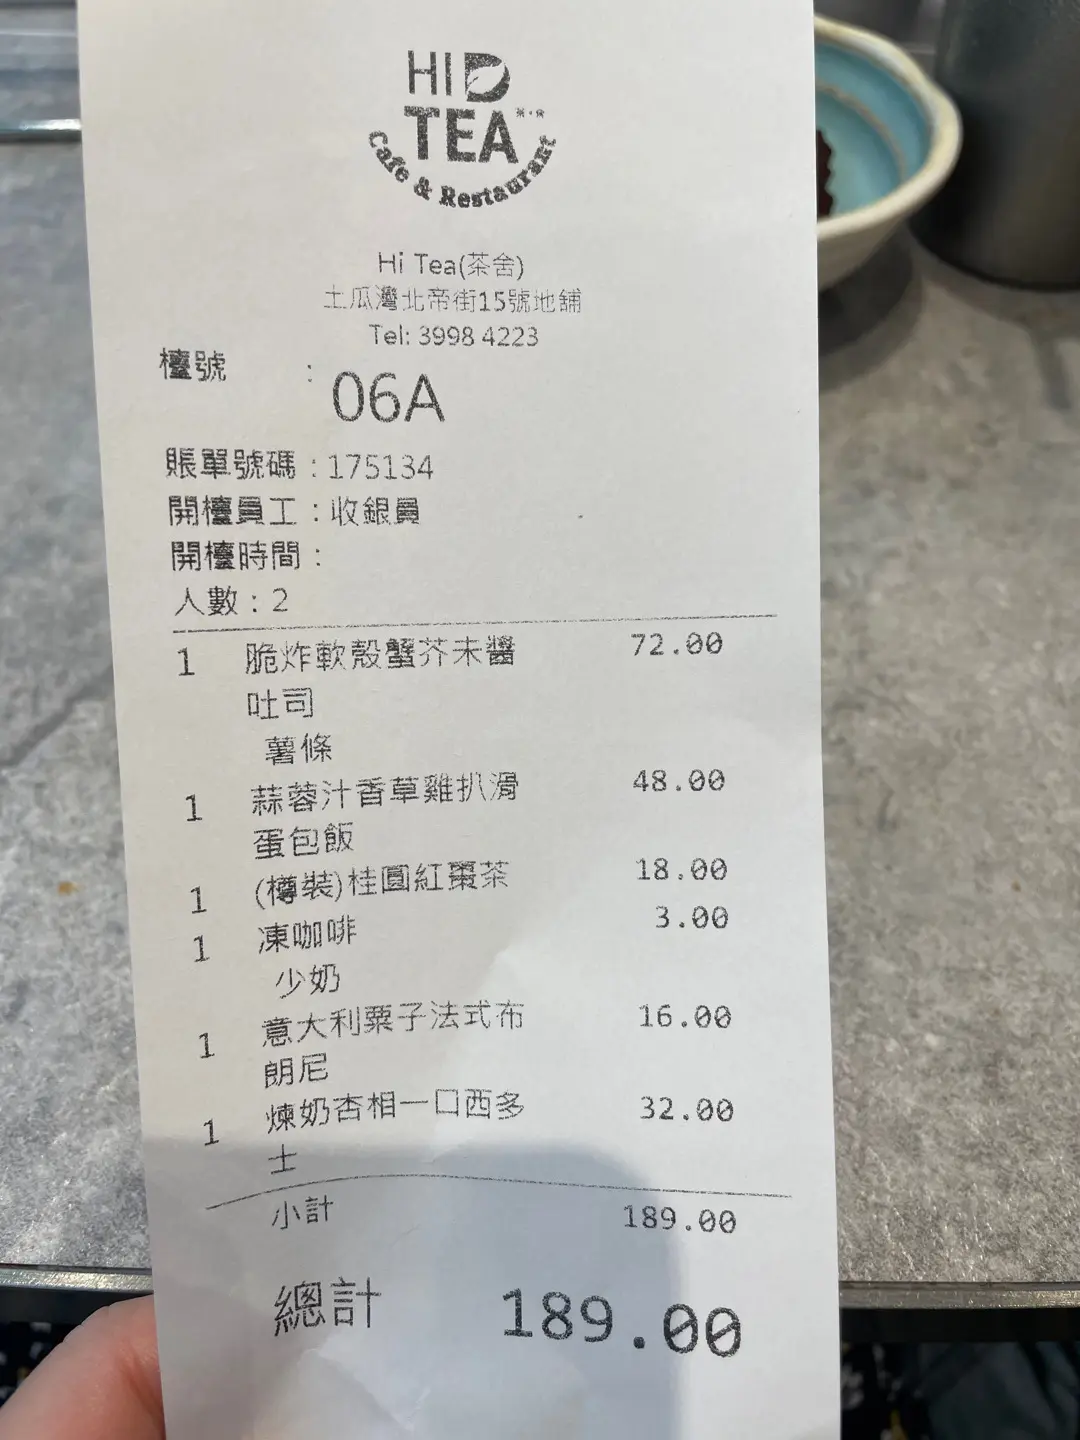 HI
TEA
Cafe & Restaurant
Hi Tea(茶舍)
土瓜灣北帝街15號地舖
Tel: 3998 4223
檯號 : 06A
賬單號碼 : 175134
開檯員工 : 收銀員
開檯時間 :
人數 : 2
1 脆炸軟殼蟹芥未醬 72.00
吐司
薯條
1 蒜蓉汁香草雞扒滑 48.00
蛋包飯
1 (樽裝)桂圓紅棗茶 18.00
1 凍咖啡 3.00
少奶
1 意大利粟子法式布 16.00
朗尼
1 煉奶杏相一口西多 32.00
士
小計 189.00
總計 189.00